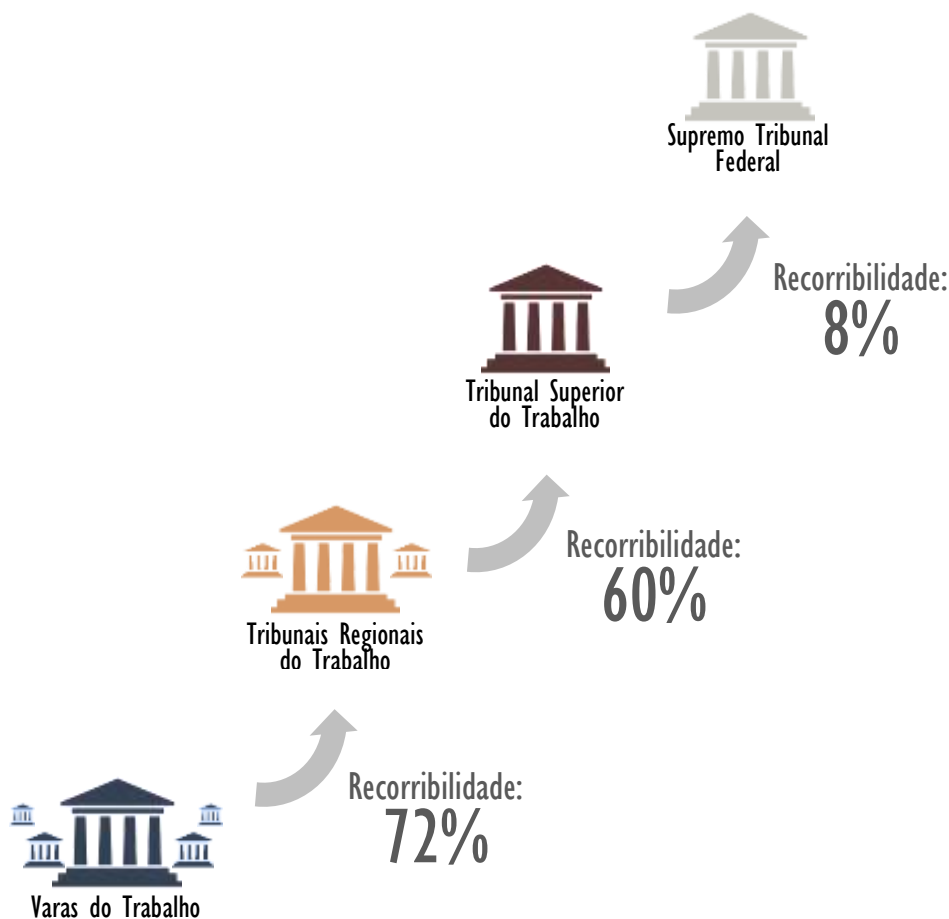 Supremo Tribunal
Federal
Recorribilidade:
8%
Tribunal Superior
do Trabalho
Recorribilidade:
60%
Tribunais Regionais
do Trabalho
Recorribilidade:
72%
Varas do Trabalho